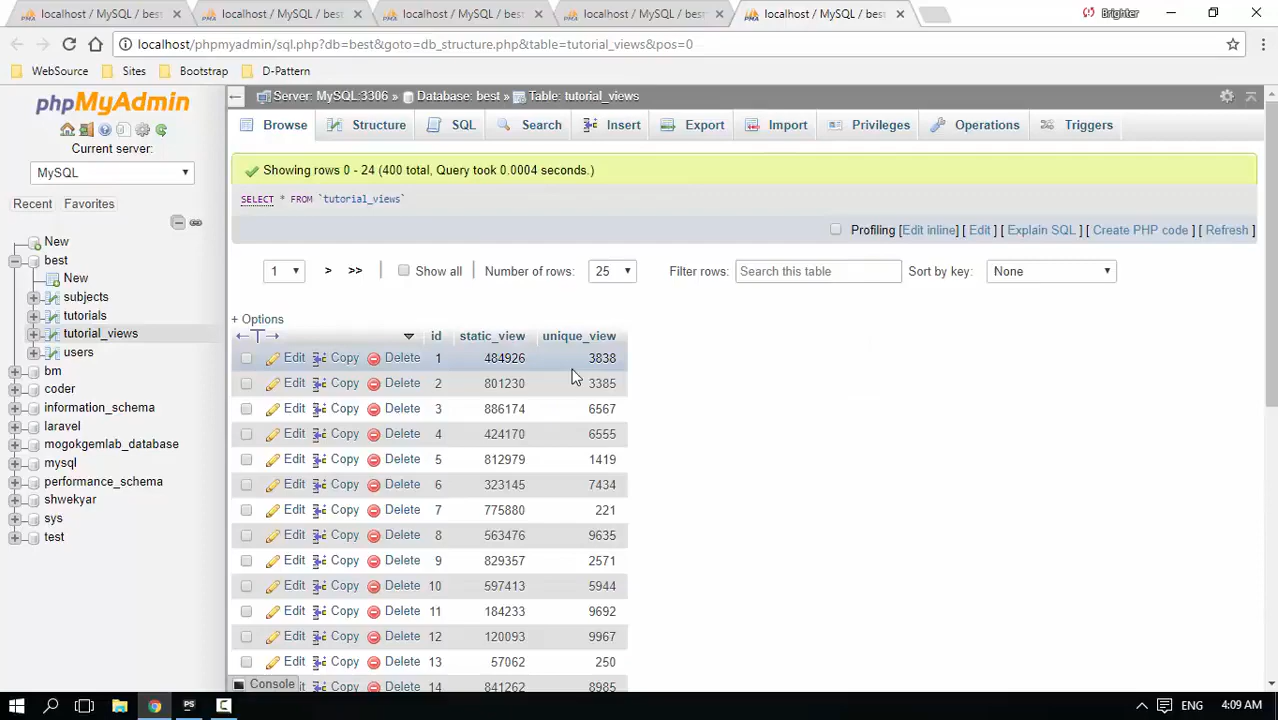 localhost / MySQL / best
localhost / MySQL / best
localhost / MySQL / best
localhost / MySQL / best
localhost / MySQL / best
Brighter
localhost/phpmyadmin/sql.php?db=best&goto=db_structure.php&table=tutorial_views&pos=0
WebSource Sites Bootstrap D-Pattern
phpMyAdmin
Current server:
MySQL
Recent Favorites
New
best
New
subjects
tutorials
tutorial_views
users
bm
coder
information_schema
laravel
mogokgemlab_database
mysql
performance_schema
shwekyar
sys
test
Server: MySQL:3306 » Database: best » Table: tutorial_views
Browse Structure SQL Search Insert Export Import Privileges Operations Triggers
Showing rows 0 - 24 (400 total, Query took 0.0004 seconds.)
SELECT * FROM `tutorial_views`
Profiling [Edit inline] [ Edit ] [ Explain SQL ] [ Create PHP code ] [ Refresh ]
1 > >> Show all Number of rows: 25 Filter rows: Search this table Sort by key: None
+ Options
id static_view unique_view
Edit Copy Delete 1 484926 3838
Edit Copy Delete 2 801230 3385
Edit Copy Delete 3 886174 6567
Edit Copy Delete 4 424170 6555
Edit Copy Delete 5 812979 1419
Edit Copy Delete 6 323145 7434
Edit Copy Delete 7 775880 221
Edit Copy Delete 8 563476 9635
Edit Copy Delete 9 829357 2571
Edit Copy Delete 10 597413 5944
Edit Copy Delete 11 184233 9692
Edit Copy Delete 12 120093 9967
Edit Copy Delete 13 57062 250
Edit Copy Delete 14 841262 8985
Console
ENG 4:09 AM